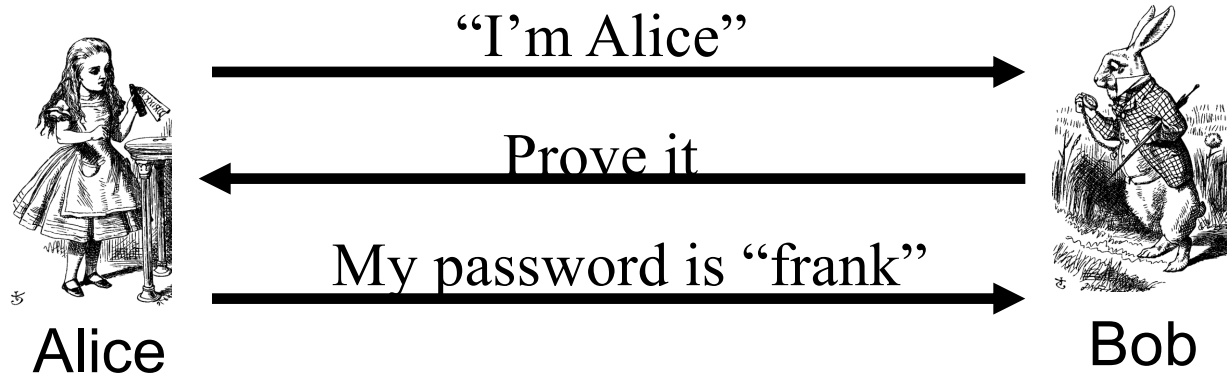 “I’m Alice”
Prove it
My password is “frank”
Alice
Bob